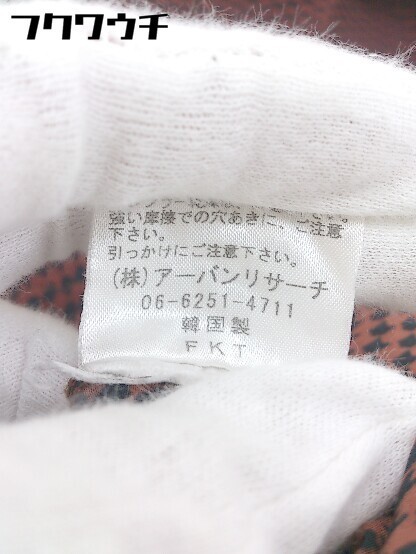 フクワウチ
強い摩擦での穴あきに、ご注意
下さい。
引っかけにご注意下さい。
(株)アーバンリサーチ
06-6251-4711
韓国製
FKT